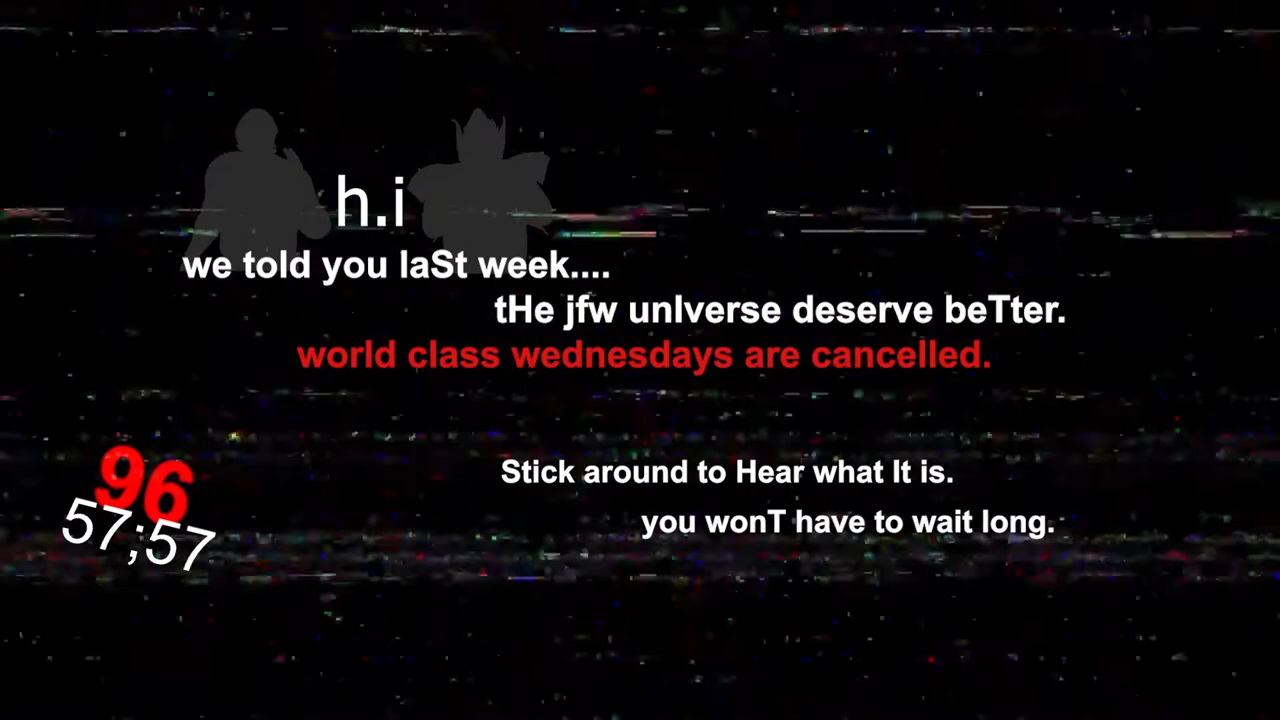 h.i
we told you laSt week....
tHe jfw unIverse deserve beTter.
world class wednesdays are cancelled.
96
57;57
Stick around to Hear what It is.
you wonT have to wait long.